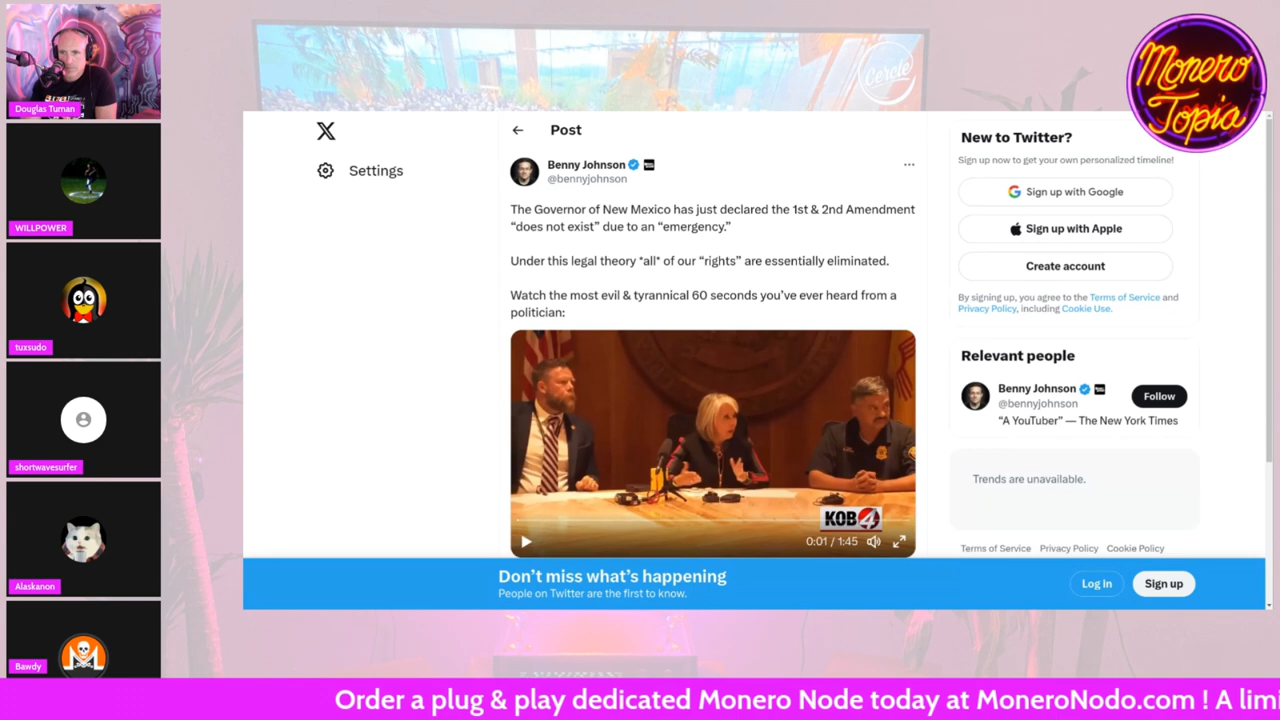 Douglas Tuman
WILLPOWER
tuxsudo
shortwavesurfer
Alaskanon
Bawdy
Cercle
Monero
Topia
Settings
Post
Benny Johnson
@bennyjohnson
The Governor of New Mexico has just declared the 1st & 2nd Amendment
“does not exist” due to an “emergency.”
Under this legal theory *all* of our “rights” are essentially eliminated.
Watch the most evil & tyrannical 60 seconds you’ve ever heard from a
politician:
KOB 4
0:01 / 1:45
New to Twitter?
Sign up now to get your own personalized timeline!
Sign up with Google
Sign up with Apple
Create account
By signing up, you agree to the Terms of Service and
Privacy Policy, including Cookie Use.
Relevant people
Benny Johnson
@bennyjohnson
Follow
“A YouTuber” — The New York Times
Trends are unavailable.
Terms of Service Privacy Policy Cookie Policy
Don’t miss what’s happening
People on Twitter are the first to know.
Log in
Sign up
Order a plug & play dedicated Monero Node today at MoneroNodo.com ! A limi